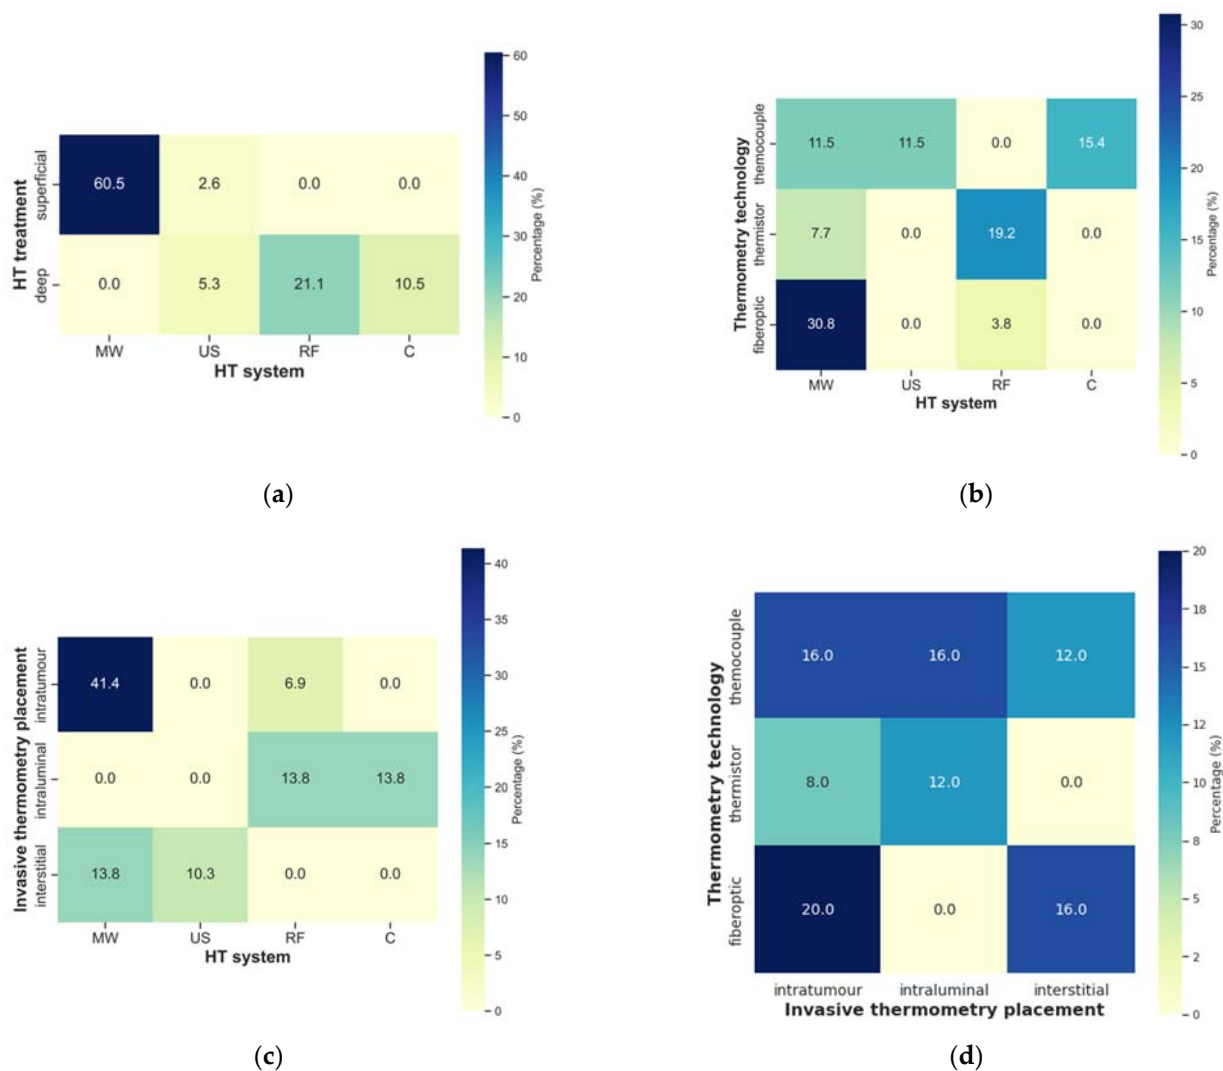 60
50
40
30
20
10
0
Percentage (%)
HT treatment
superficial
deep
60.5 2.6 0.0 0.0
0.0 5.3 21.1 10.5
MW US RF C
HT system
(a)
30
25
20
15
10
5
0
Percentage (%)
Thermometry technology
themocouple
thermistor
fiberoptic
11.5 11.5 0.0 15.4
7.7 0.0 19.2 0.0
30.8 0.0 3.8 0.0
MW US RF C
HT system
(b)
40
35
30
25
20
15
10
5
0
Percentage (%)
Invasive thermometry placement
intratumour
intraluminal
interstitial
41.4 0.0 6.9 0.0
0.0 0.0 13.8 13.8
13.8 10.3 0.0 0.0
MW US RF C
HT system
(c)
20
18
15
12
10
8
5
2
0
Percentage (%)
Thermometry technology
themocouple
thermistor
fiberoptic
16.0 16.0 12.0
8.0 12.0 0.0
20.0 0.0 16.0
intratumour intraluminal interstitial
Invasive thermometry placement
(d)